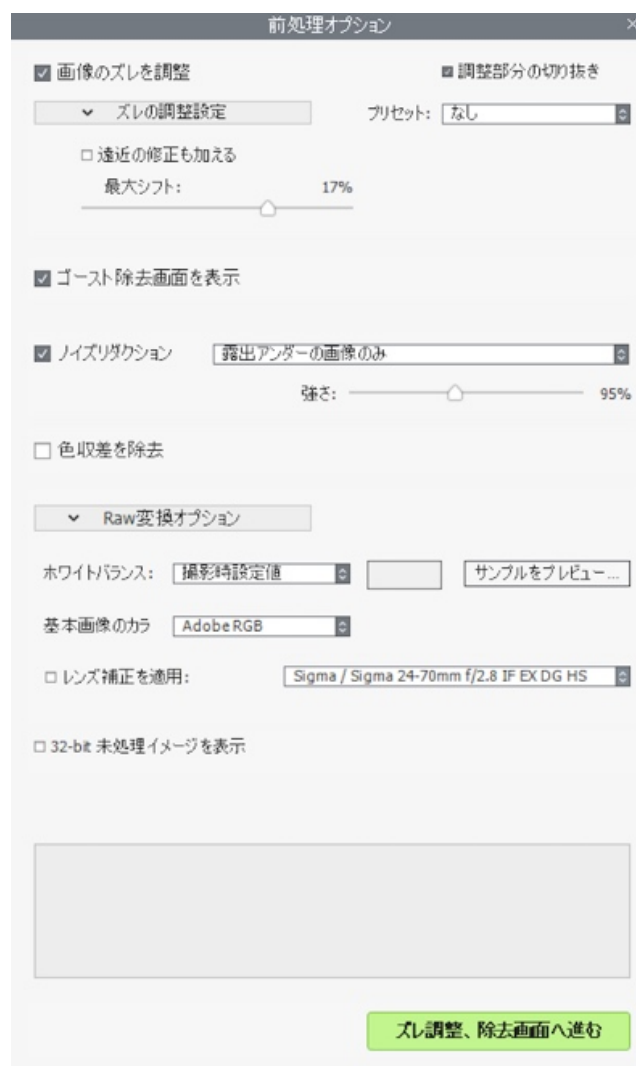 前処理オプション
画像のズレを調整
調整部分の切り抜き
ズレの調整設定
プリセット: なし
遠近の修正も加える
最大シフト: 17%
ゴースト除去画面を表示
ノイズリダクション 露出アンダーの画像のみ
強さ: 95%
色収差を除去
Raw変換オプション
ホワイトバランス: 撮影時設定値 サンプルをプレビュー...
基本画像のカラ AdobeRGB
レンズ補正を適用: Sigma / Sigma 24-70mm f/2.8 IF EX DG HS
32-bit 未処理イメージを表示
ズレ調整、除去画面へ進む